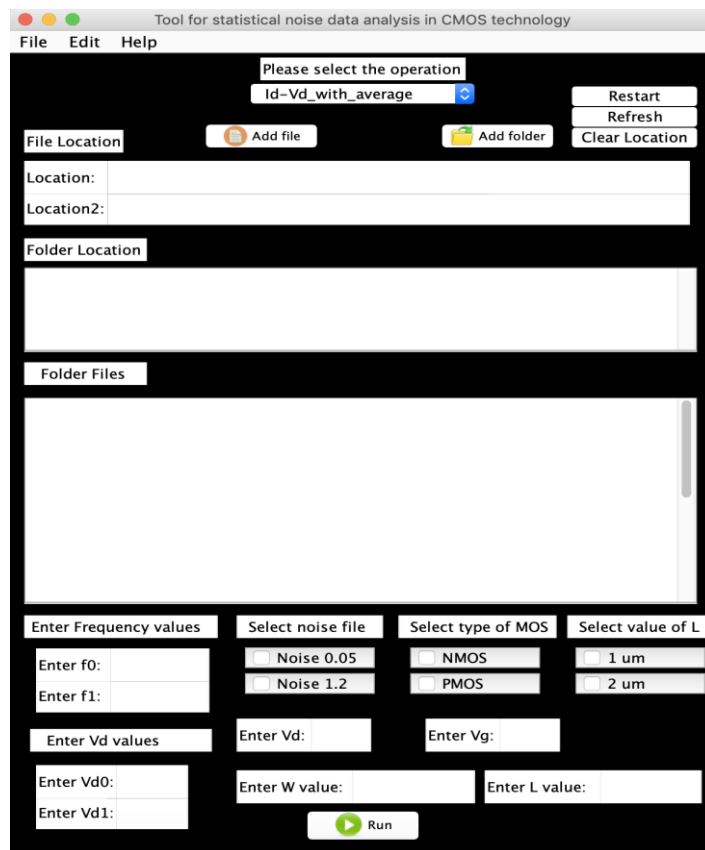 Tool for statistical noise data analysis in CMOS technology
File Edit Help
Please select the operation
Id-Vd_with_average
Restart
Refresh
Clear Location
File Location
Add file
Add folder
Location:
Location2:
Folder Location
Folder Files
Enter Frequency values
Select noise file
Select type of MOS
Select value of L
Noise 0.05
NMOS
1 um
Noise 1.2
PMOS
2 um
Enter f0:
Enter f1:
Enter Vd values
Enter Vd:
Enter Vg:
Enter Vd0:
Enter Vd1:
Enter W value:
Enter L value:
Run